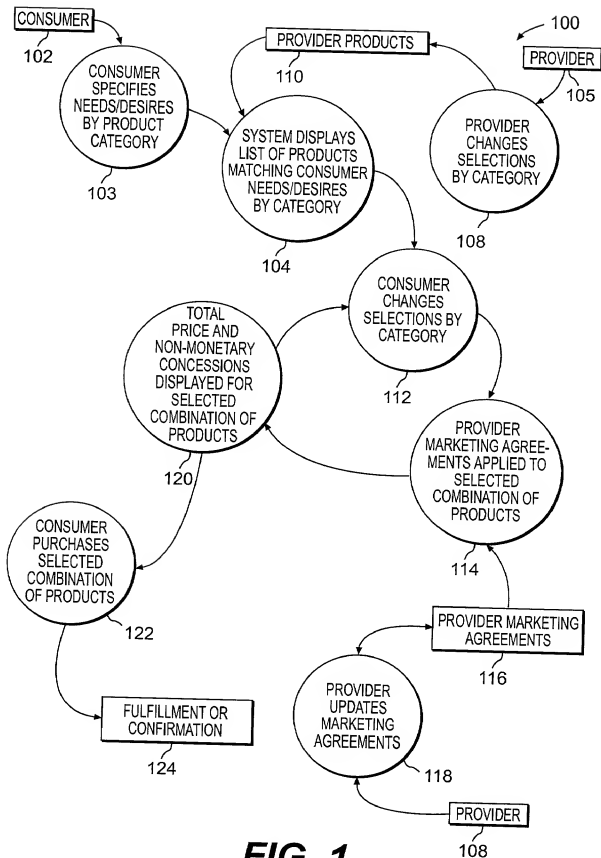 CONSUMER
102
CONSUMER
SPECIFIES
NEEDS/DESIRES
BY PRODUCT
CATEGORY
103
PROVIDER PRODUCTS
110
100
PROVIDER
105
SYSTEM DISPLAYS
LIST OF PRODUCTS
MATCHING CONSUMER
NEEDS/DESIRES
BY CATEGORY
104
PROVIDER
CHANGES
SELECTIONS
BY CATEGORY
108
CONSUMER
CHANGES
SELECTIONS BY
CATEGORY
112
TOTAL
PRICE AND
NON-MONETARY
CONCESSIONS
DISPLAYED FOR
SELECTED
COMBINATION OF
PRODUCTS
120
PROVIDER
MARKETING AGREE-
MENTS APPLIED TO
SELECTED
COMBINATION OF
PRODUCTS
114
CONSUMER
PURCHASES
SELECTED
COMBINATION
OF PRODUCTS
122
PROVIDER MARKETING
AGREEMENTS
116
PROVIDER
UPDATES
MARKETING
AGREEMENTS
118
FULFILLMENT OR
CONFIRMATION
124
PROVIDER
108
FIG. 1